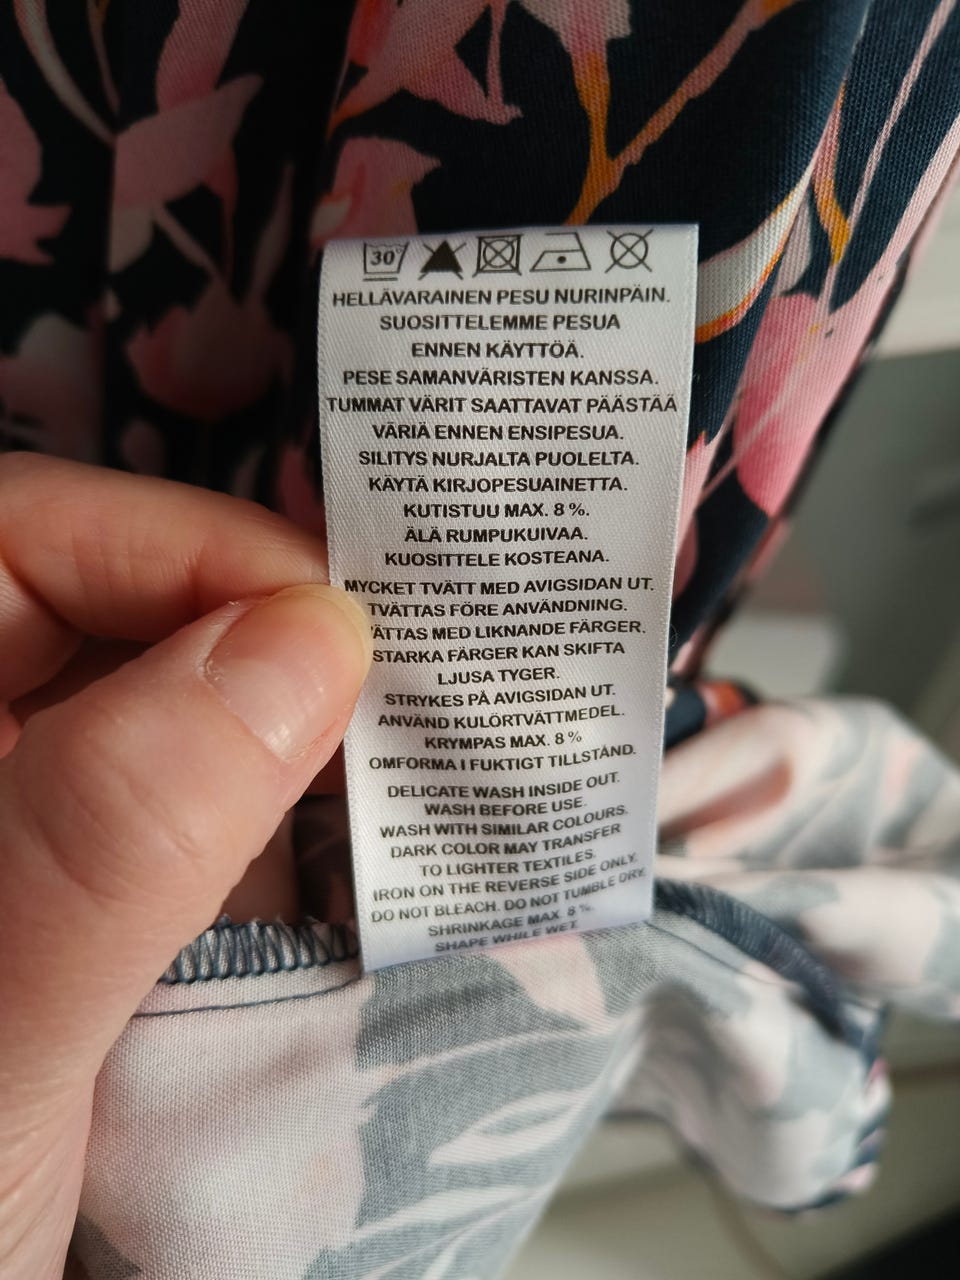 30°
HELLÄVARAINEN PESU NURINPÄIN.
SUOSITTELEMME PESUA
ENNEN KÄYTTÖÄ.
PESE SAMANVÄRISTEN KANSSA.
TUMMAT VÄRIT SAATTAVAT PÄÄSTÄÄ
VÄRIÄ ENNEN ENSIPESUA.
SILITYS NURJALTA PUOLELTA.
KÄYTÄ KIRJOPESUAINETTA.
KUTISTUU MAX. 8 %.
ÄLÄ RUMPUKUIVAA.
KUOSITTELE KOSTEANA.
MYCKET TVÄTT MED AVIGSIDAN UT.
TVÄTTAS FÖRE ANVÄNDNING.
ÄTTAS MED LIKNANDE FÄRGER.
STARKA FÄRGER KAN SKIFTA
LJUSA TYGER.
STRYKES PÅ AVIGSIDAN UT.
ANVÄND KULÖRTVÄTTMEDEL.
KRYMPAS MAX. 8 %
OMFORMA I FUKTIGT TILLSTÅND.
DELICATE WASH INSIDE OUT.
WASH BEFORE USE.
WASH WITH SIMILAR COLOURS.
DARK COLOR MAY TRANSFER
TO LIGHTER TEXTILES.
IRON ON THE REVERSE SIDE ONLY.
DO NOT BLEACH. DO NOT TUMBLE DRY.
SHRINKAGE MAX. 8 %.
SHAPE WHILE WET.